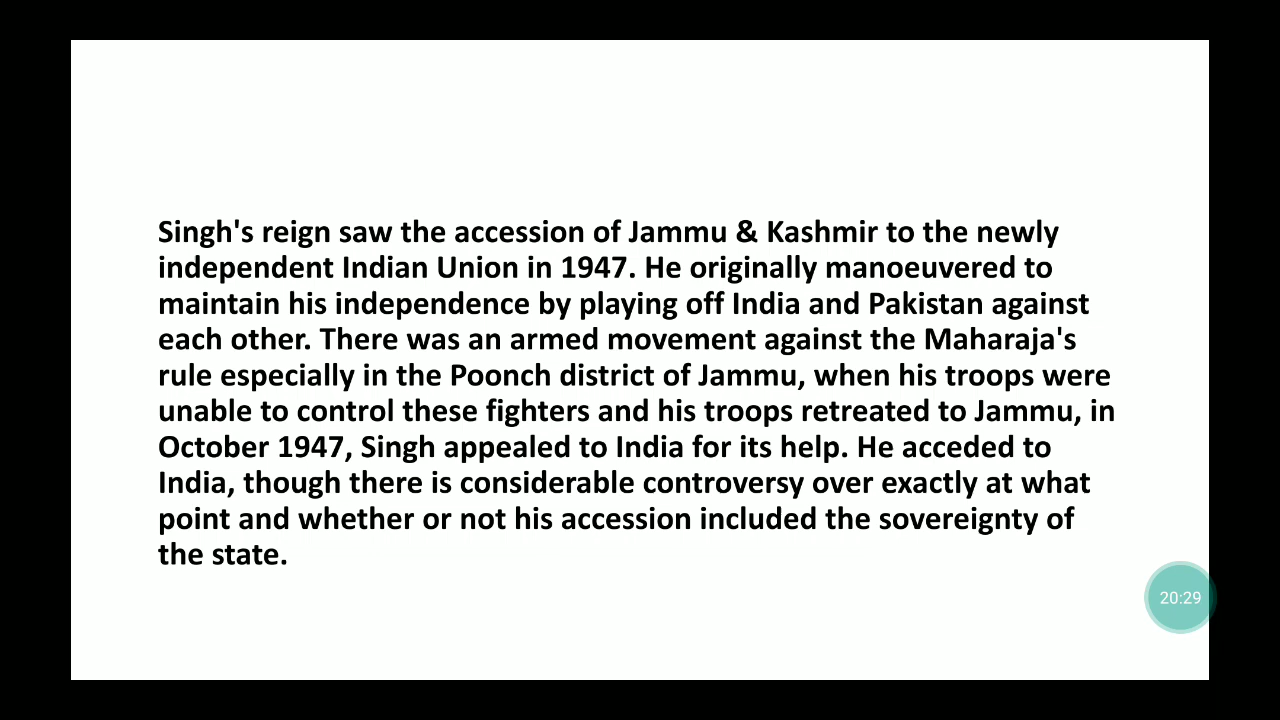 Singh's reign saw the accession of Jammu & Kashmir to the newly
independent Indian Union in 1947. He originally manoeuvered to
maintain his independence by playing off India and Pakistan against
each other. There was an armed movement against the Maharaja's
rule especially in the Poonch district of Jammu, when his troops were
unable to control these fighters and his troops retreated to Jammu, in
October 1947, Singh appealed to India for its help. He acceded to
India, though there is considerable controversy over exactly at what
point and whether or not his accession included the sovereignty of
the state.
20:29